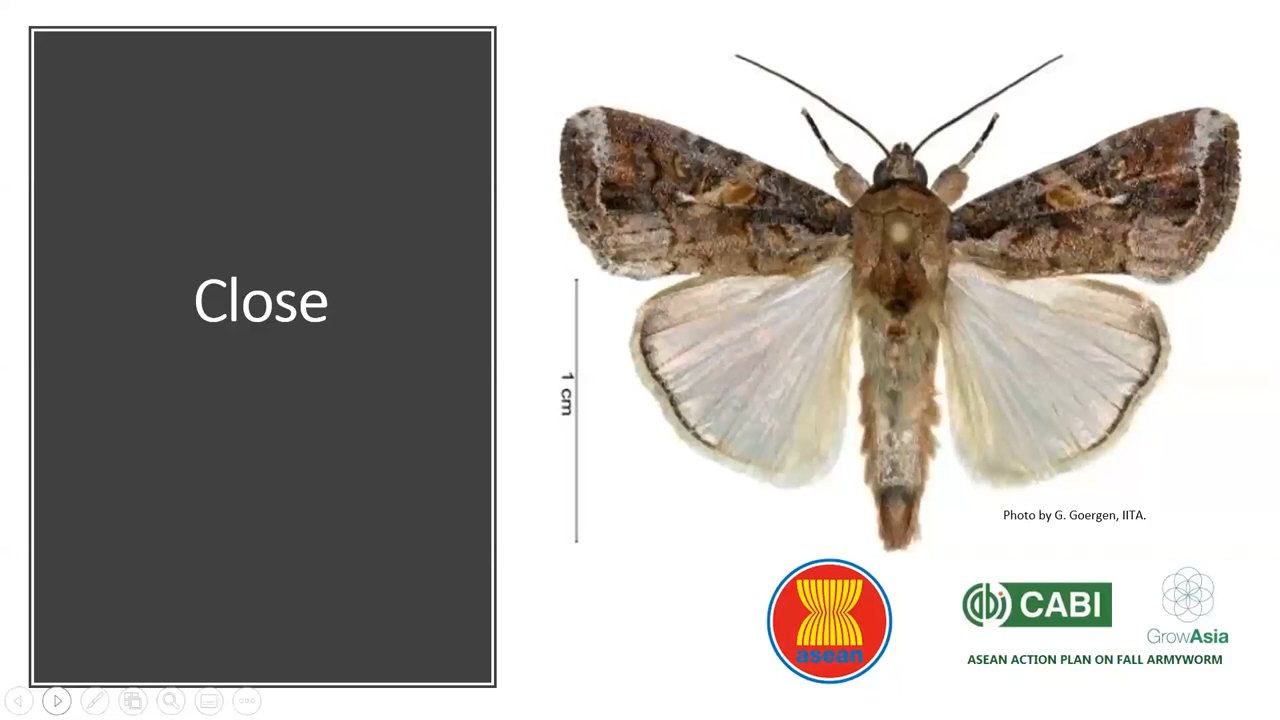 Close
1 cm
Photo by G. Goergen, IITA.
asean
CABI
GrowAsia
ASEAN ACTION PLAN ON FALL ARMYWORM